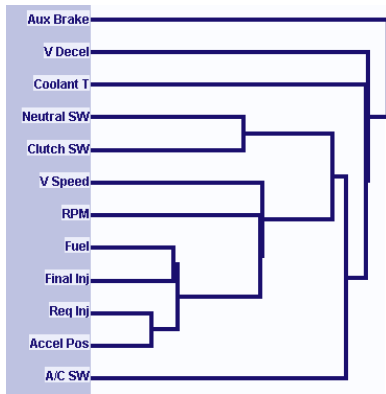 Aux Brake
V Decel
Coolant T
Neutral SW
Clutch SW
V Speed
RPM
Fuel
Final Inj
Req Inj
Accel Pos
A/C SW